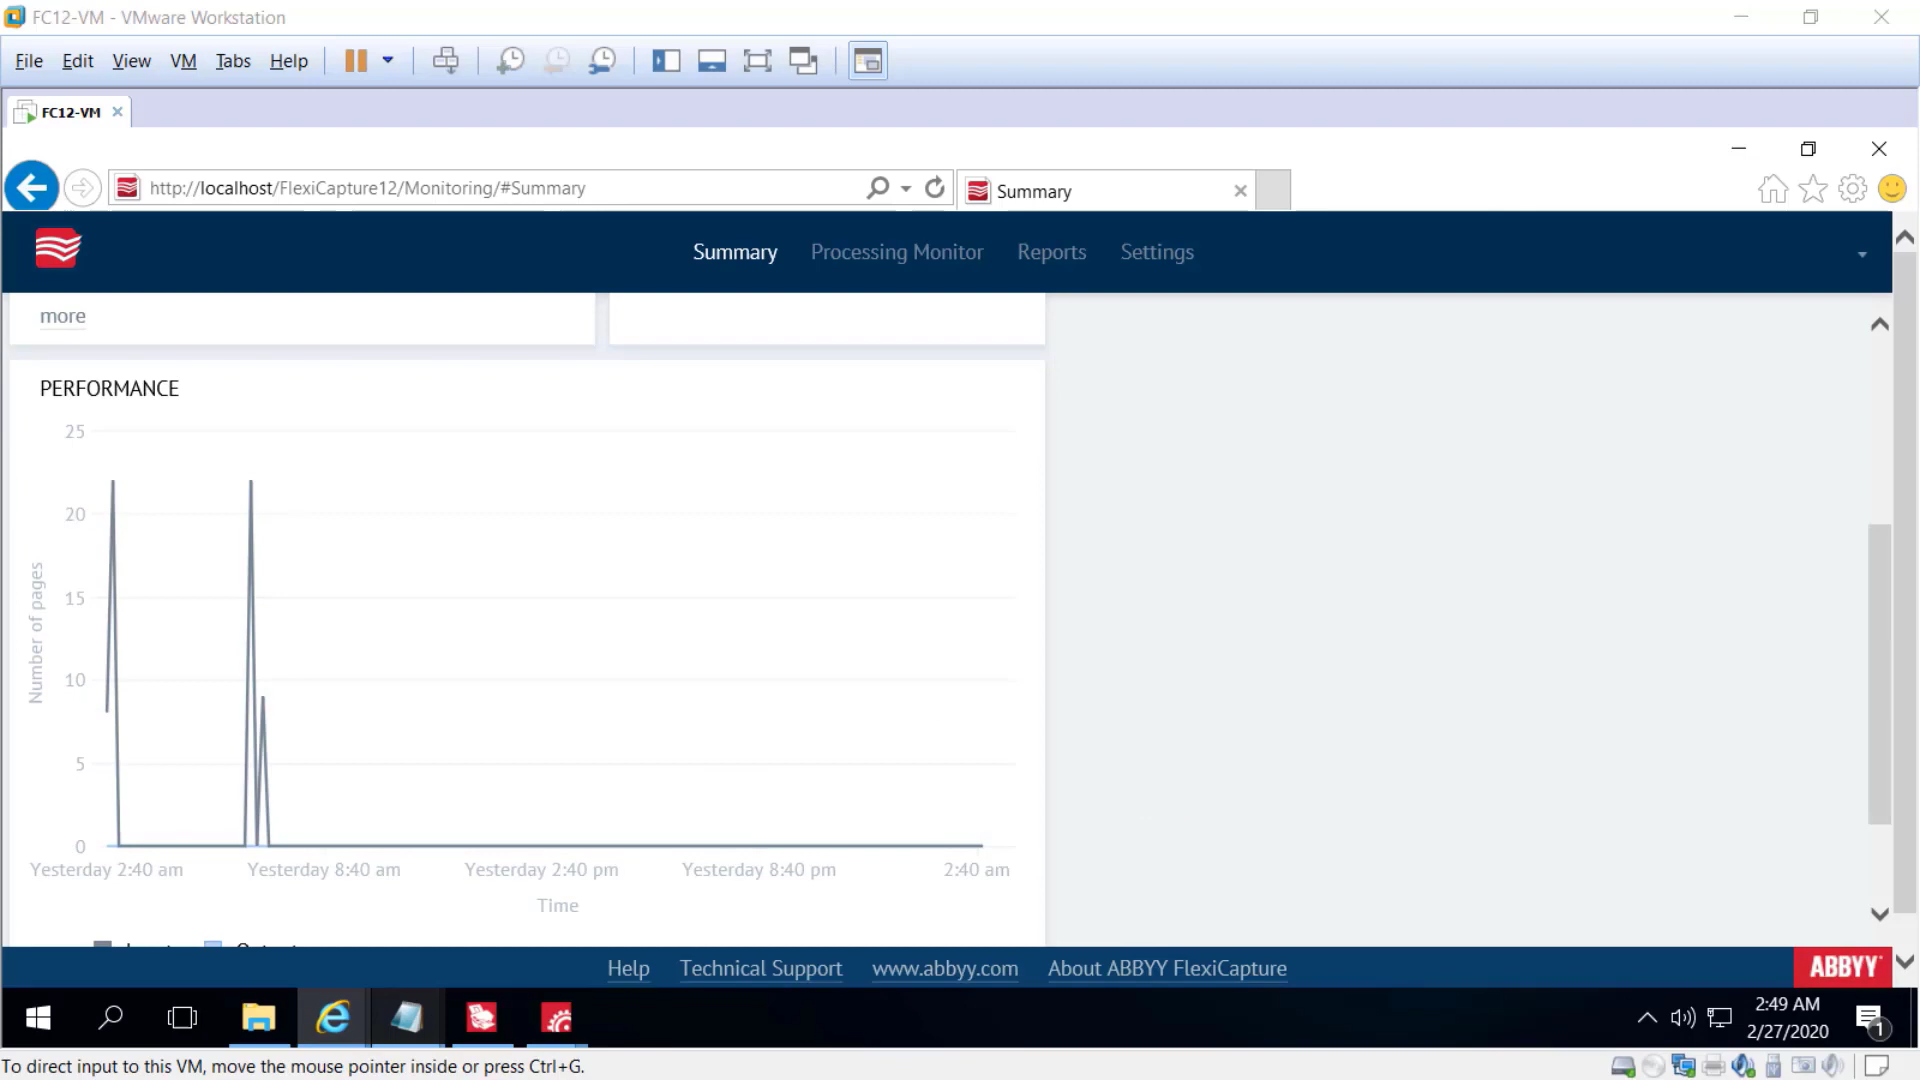 FC12-VM - VMware Workstation
File Edit View VM Tabs Help
FC12-VM
http://localhost/FlexiCapture12/Monitoring/#Summary
Summary
Summary Processing Monitor Reports Settings
more
PERFORMANCE
25
20
15
10
5
0
Number of pages
Yesterday 2:40 am Yesterday 8:40 am Yesterday 2:40 pm Yesterday 8:40 pm 2:40 am
Time
Help Technical Support www.abbyy.com About ABBYY FlexiCapture
ABBYY
2:49 AM
2/27/2020
1
To direct input to this VM, move the mouse pointer inside or press Ctrl+G.